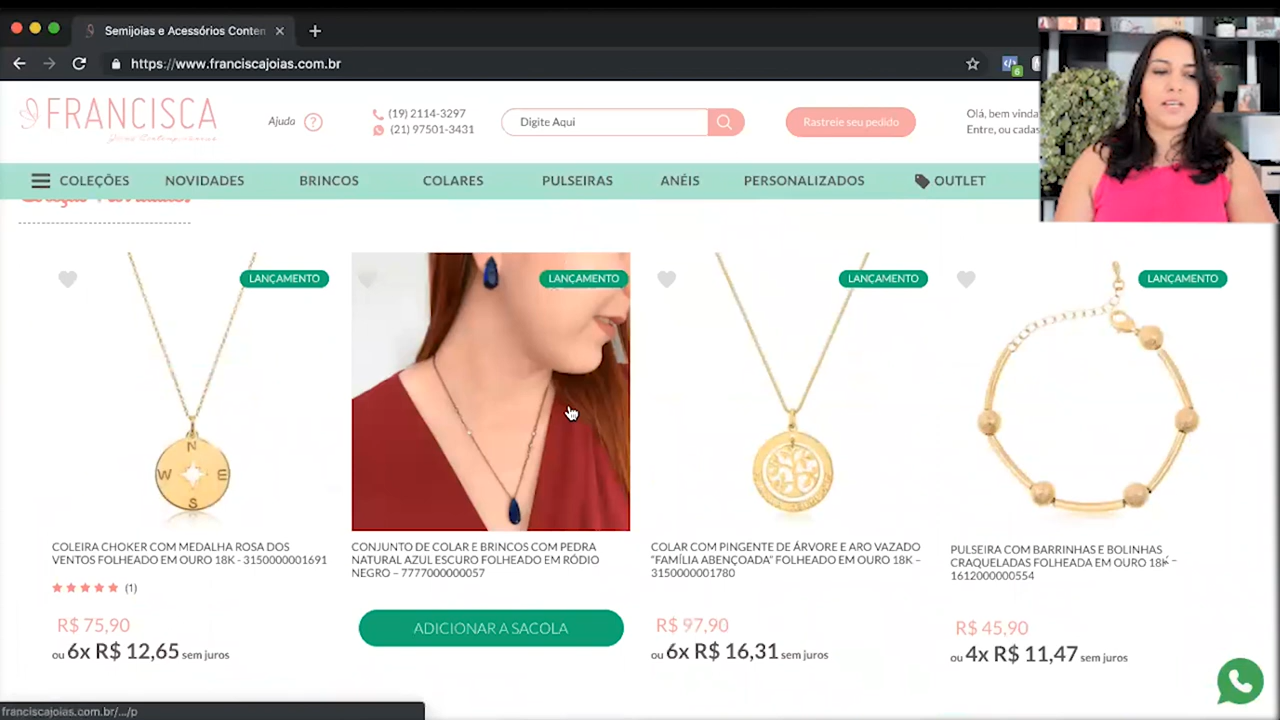 Semijoias e Acessórios Conten
https://www.franciscajoias.com.br
6
FRANCISCA
Ajuda ?
(19) 2114-3297
(21) 97501-3431
Digite Aqui
Rastreie seu pedido
Olá, bem vinda
Entre, ou cadas
COLEÇÕES NOVIDADES BRINCOS COLARES PULSEIRAS ANÉIS PERSONALIZADOS OUTLET
LANÇAMENTO LANÇAMENTO LANÇAMENTO LANÇAMENTO
N
W E
S
COLEIRA CHOKER COM MEDALHA ROSA DOS
VENTOS FOLHEADO EM OURO 18K - 3150000001691
(1)
R$ 75,90
ou 6x R$ 12,65 sem juros
CONJUNTO DE COLAR E BRINCOS COM PEDRA
NATURAL AZUL ESCURO FOLHEADO EM RÓDIO
NEGRO – 7777000000057
ADICIONAR A SACOLA
COLAR COM PINGENTE DE ÁRVORE E ARO VAZADO
"FAMÍLIA ABENÇOADA" FOLHEADO EM OURO 18K –
3150000001780
R$ 97,90
ou 6x R$ 16,31 sem juros
PULSEIRA COM BARRINHAS E BOLINHAS
CRAQUELADAS FOLHEADA EM OURO 18K –
1612000000554
R$ 45,90
ou 4x R$ 11,47 sem juros
franciscajoias.com.br/.../p